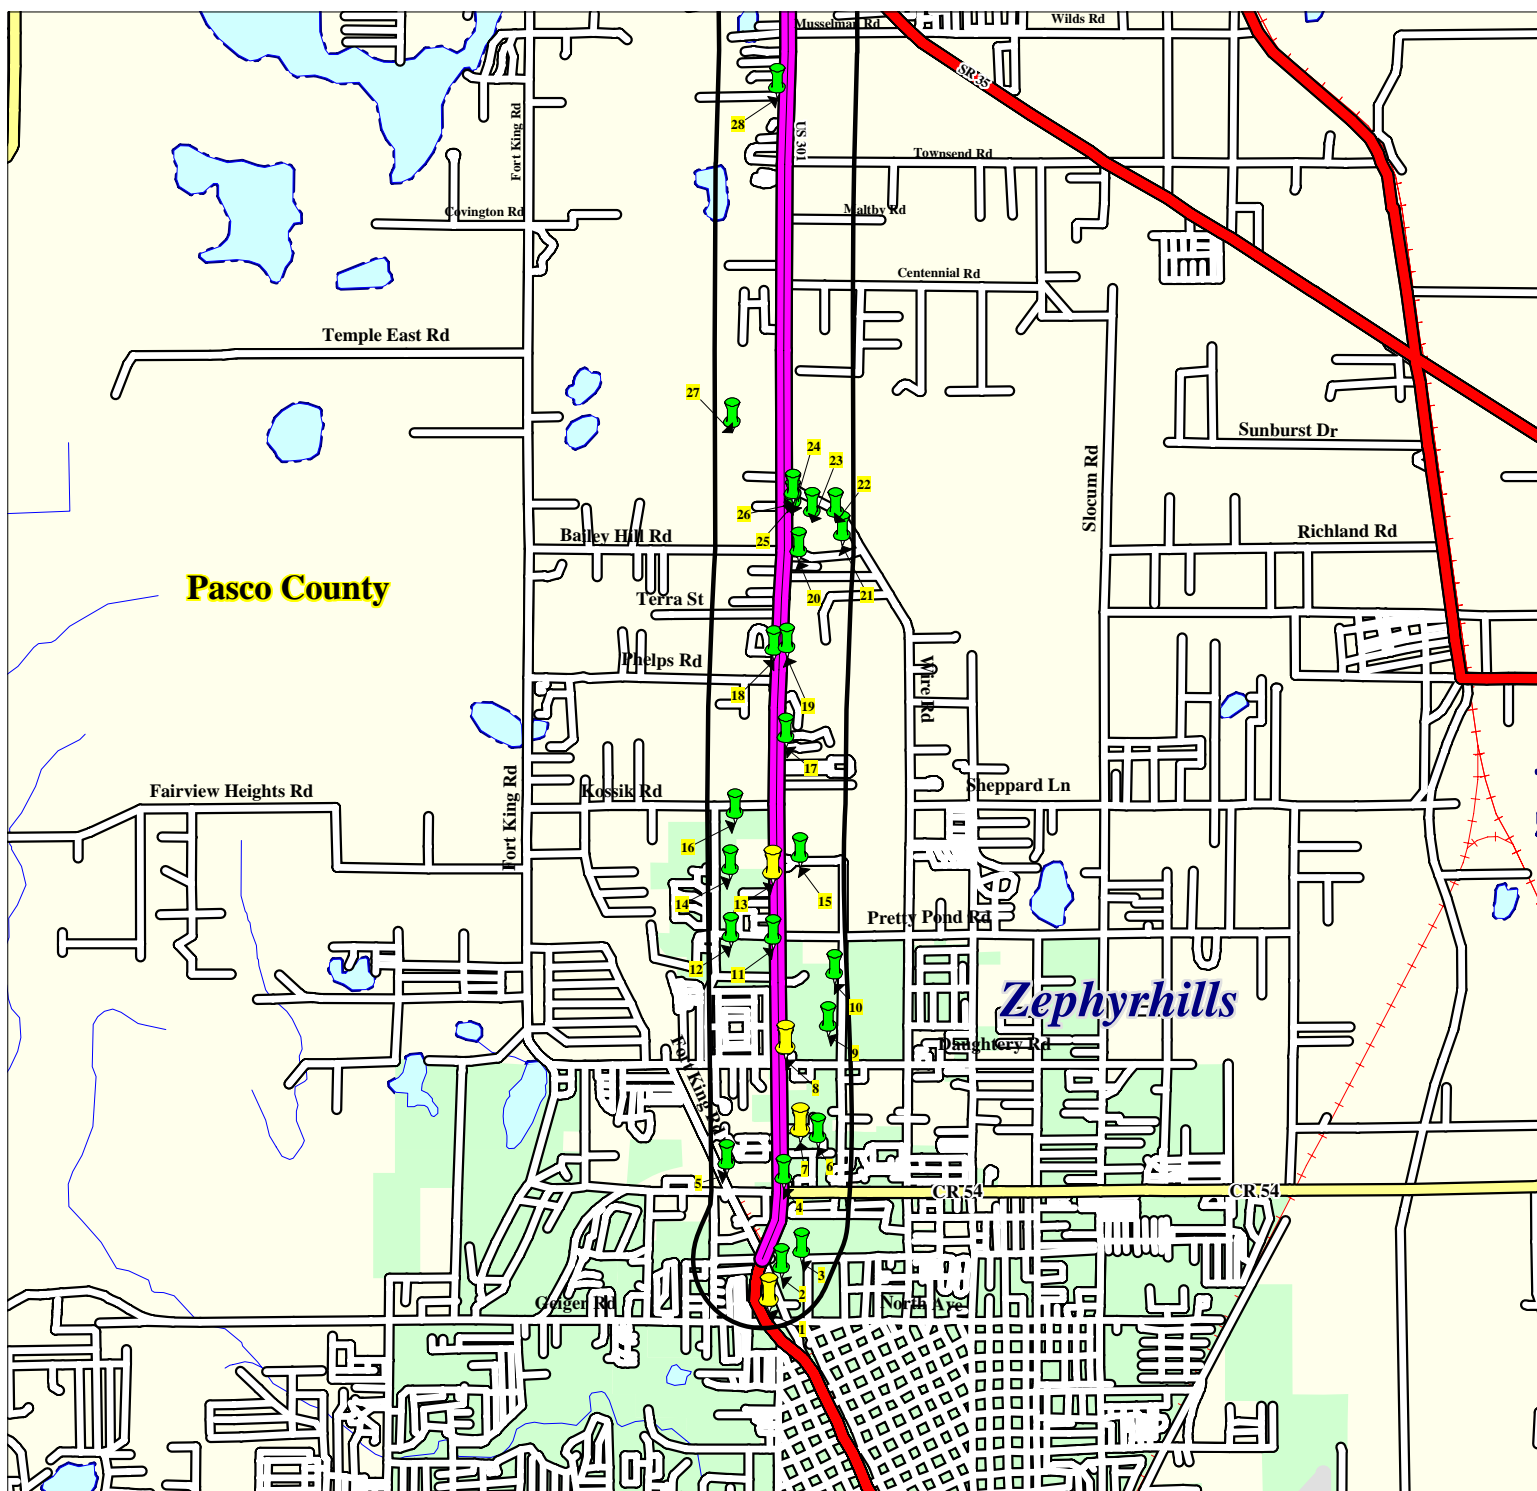 Musselman Rd
Wilds Rd
SR 35
28
US 301
Fort King Rd
Townsend Rd
Covington Rd
Maltby Rd
Centennial Rd
Temple East Rd
27
Sunburst Dr
24
23
22
Slocum Rd
26
25
Bailey Hill Rd
Richland Rd
Pasco County
Terra St
20
21
Phelps Rd
Wire Rd
18
19
17
Fort King Rd
Fairview Heights Rd
Kossik Rd
Sheppard Ln
16
14
13
15
Pretty Pond Rd
12
11
Zephyrhills
10
Fort King Rd
9
Daughtery Rd
8
7
6
5
CR 54
CR 54
4
3
2
Geiger Rd
North Ave
1